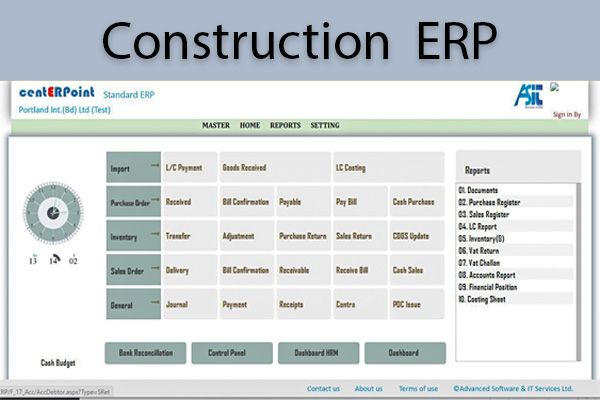 Construction ERP
centERPoint Standard ERP
ASIT
Portland Int.(Bd) Ltd (Test)
Sign in By
MASTER HOME REPORTS SETTING
Import L/C Payment Goods Received LC Costing
Purchase Order Received Bill Confirmation Payable Pay Bill Cash Purchase
Inventory Transfer Adjustment Purchase Return Sales Return COGS Update
Sales Order Delivery Bill Confirmation Receivable Receive Bill Cash Sales
General Journal Payment Receipts Contra PDC Issue
13 14 02
Cash Budget
Bank Reconcilation Control Panel Dashboard HRM Dashboard
Reports
01. Documents
02. Purchase Register
03. Sales Register
04. LC Report
05. Inventory(G)
06. Vat Return
07. Vat Challan
08. Accounts Report
09. Financial Position
10. Costing Sheet
ERP/F_17_Acc/AccDebtor.aspx?Type=SRet
Contact us About us Terms of use ©Advanced Software & IT Services Ltd.